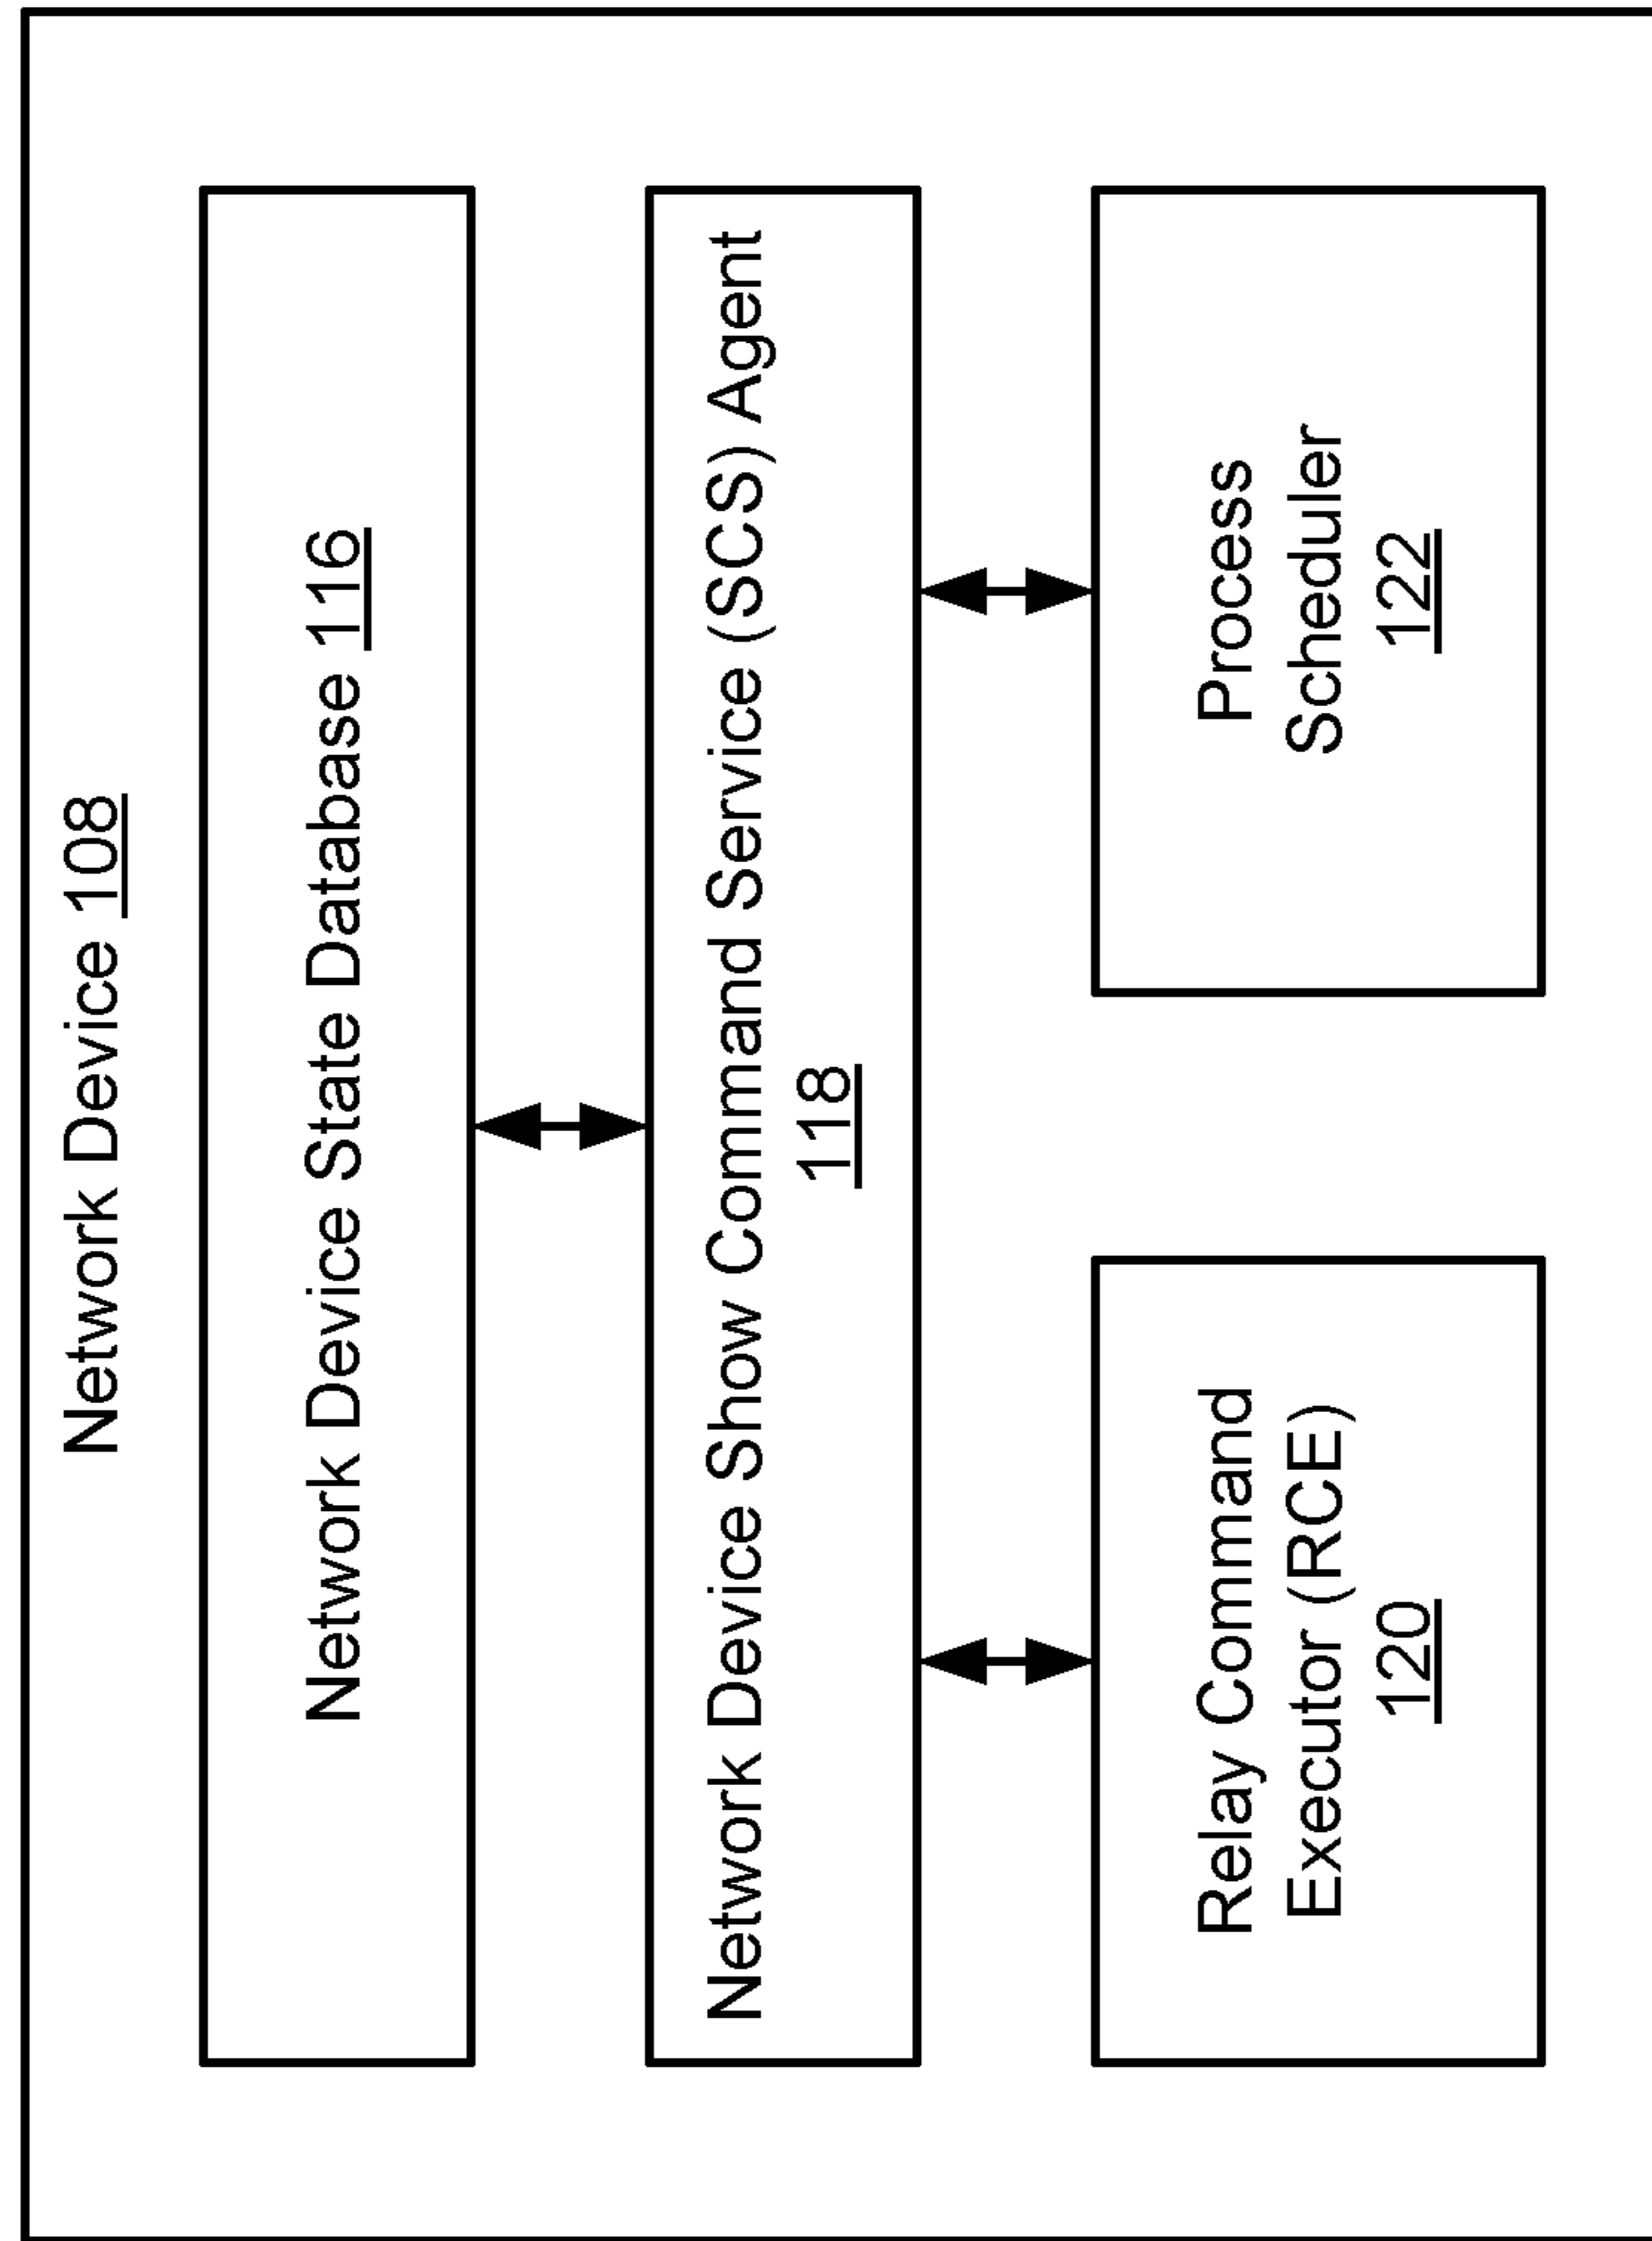 Network Device 108
Network Device State Database 116
Network Device Show Command Service (SCS) Agent
118
Relay Command
Executor (RCE)
120
Process
Scheduler
122